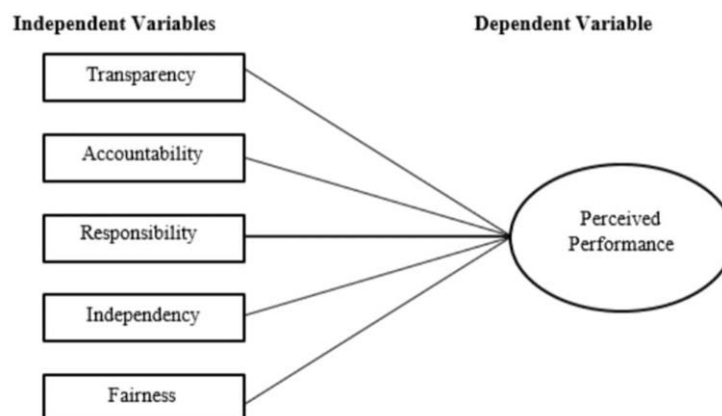 Independent Variables
Dependent Variable
Transparency
Accountability
Responsibility
Independency
Fairness
Perceived
Performance